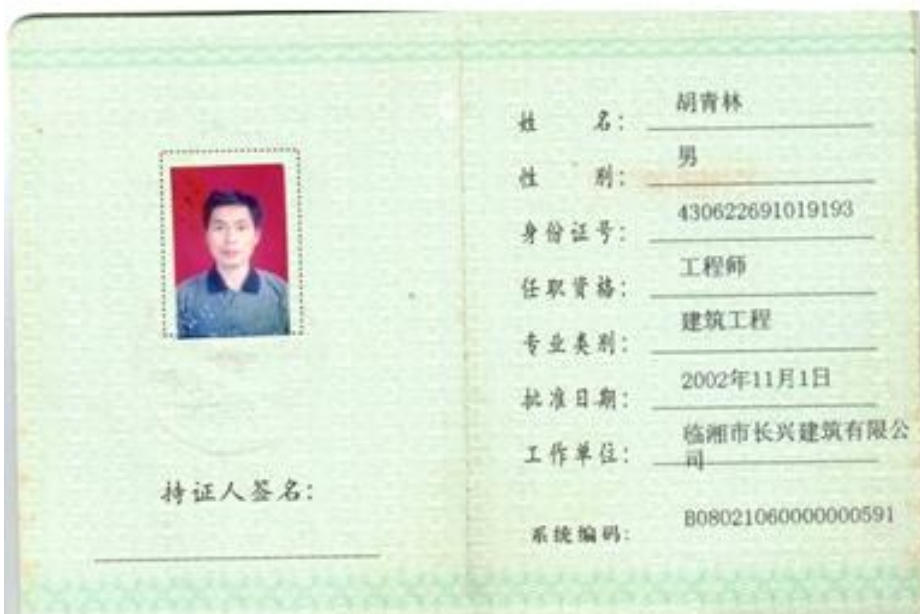 持证人签名:
姓 名: 胡青林
性 别: 男
身份证号: 430622691019193
任职资格: 工程师
专业类别: 建筑工程
批准日期: 2002年11月1日
工作单位: 临湘市长兴建筑有限公
司
系统编码: B08021060000000591